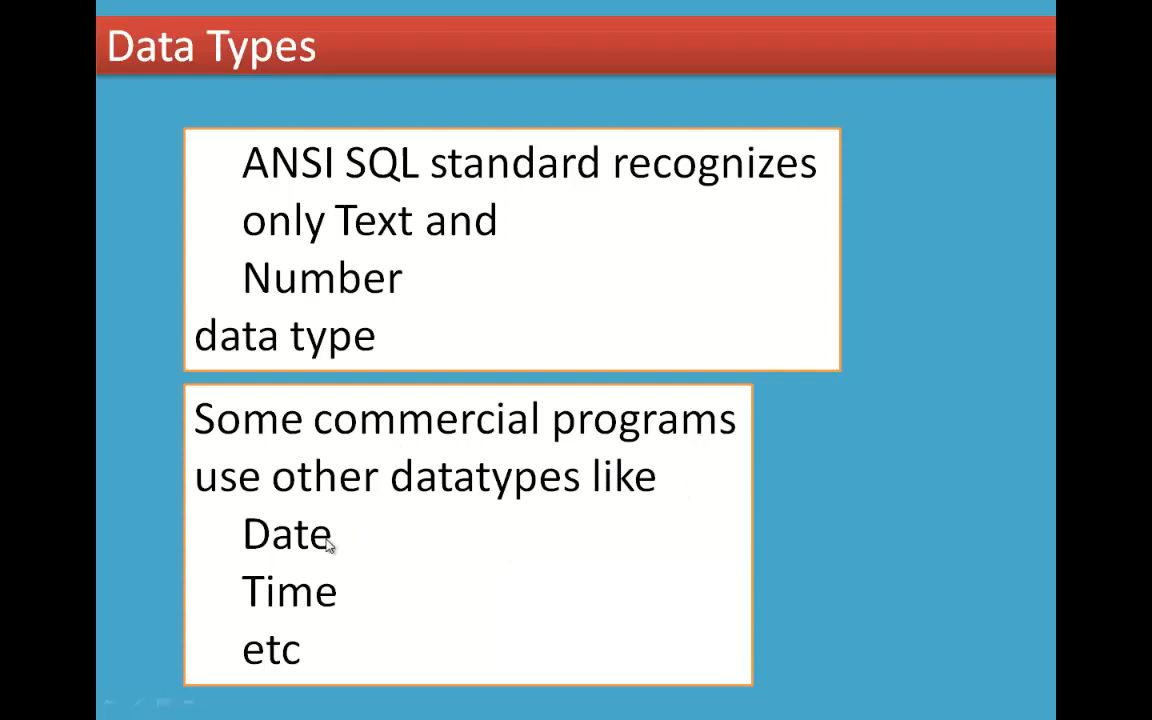 Data Types
ANSI SQL standard recognizes
only Text and
Number
data type
Some commercial programs
use other datatypes like
Date
Time
etc